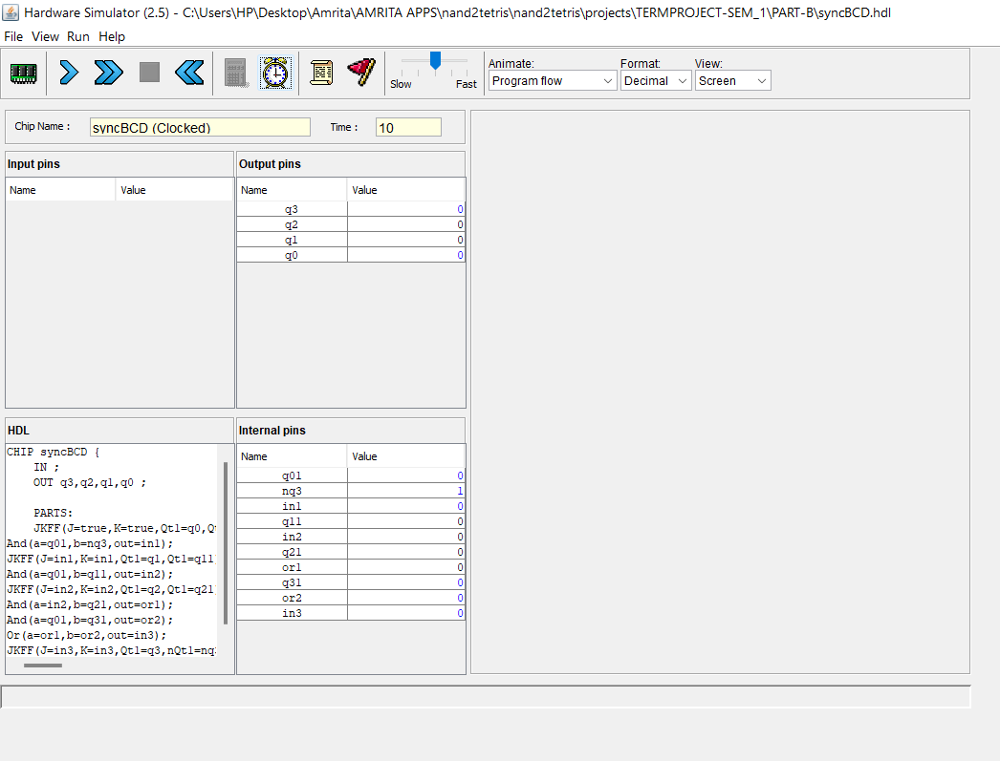 Hardware Simulator (2.5) - C:\Users\HP\Desktop\Amrita\AMRITA APPS\nand2tetris\nand2tetris\projects\TERMPROJECT-SEM_1\PART-B\syncBCD.hdl
File View Run Help
Slow Fast
Animate: Format: View:
Program flow Decimal Screen
Chip Name : syncBCD (Clocked) Time : 10
Input pins
Name Value
Output pins
Name Value
q3 0
q2 0
q1 0
q0 0
HDL
CHIP syncBCD {
IN ;
OUT q3,q2,q1,q0 ;
PARTS:
JKFF(J=true,K=true,Qt1=q0,Q
And(a=q01,b=nq3,out=in1);
JKFF(J=in1,K=in1,Qt1=q1,Qt1=q11
And(a=q01,b=q11,out=in2);
JKFF(J=in2,K=in2,Qt1=q2,Qt1=q21
And(a=in2,b=q21,out=or1);
And(a=q01,b=q31,out=or2);
Or(a=or1,b=or2,out=in3);
JKFF(J=in3,K=in3,Qt1=q3,nQt1=nq3
Internal pins
Name Value
q01 0
nq3 1
in1 0
q11 0
in2 0
q21 0
or1 0
q31 0
or2 0
in3 0